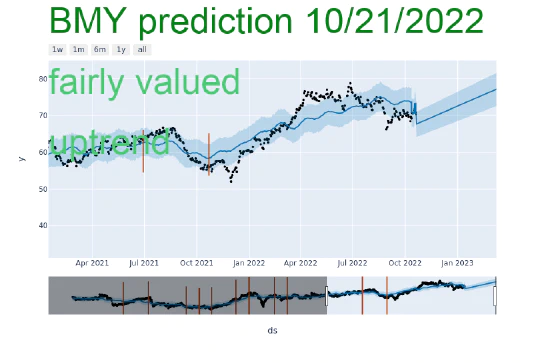 BMY prediction 10/21/2022
1w 1m 6m 1y all
80
fairly valued
70
uptrend
60
y
50
40
Apr 2021 Jul 2021 Oct 2021 Jan 2022 Apr 2022 Jul 2022 Oct 2022 Jan 2023
ds